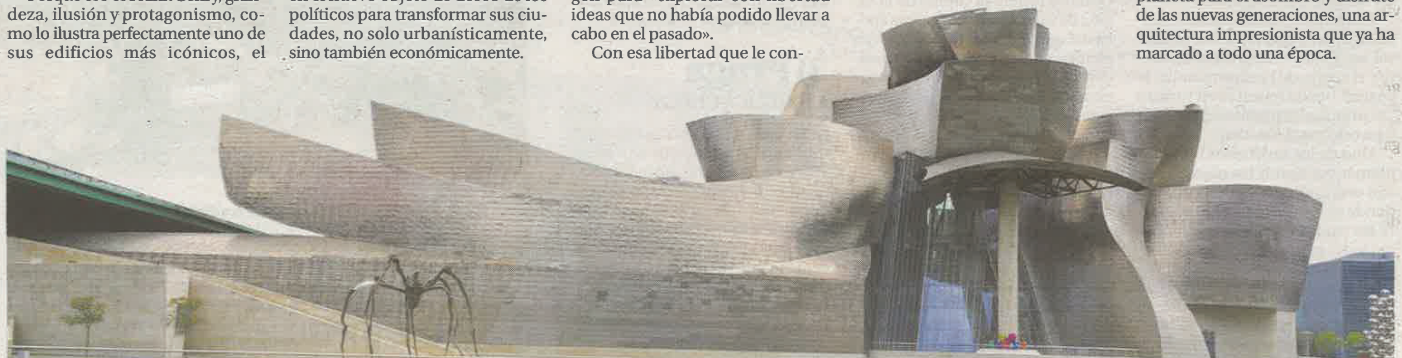 deza, ilusión y protagonismo, co-
mo lo ilustra perfectamente uno de
sus edificios más icónicos, el
políticos para transformar sus ciu-
dades, no solo urbanísticamente,
sino también económicamente.
ideas que no había podido llevar a
cabo en el pasado».
Con esa libertad que le con-
de las nuevas generaciones, una ar-
quitectura impresionista que ya ha
marcado a todo una época.